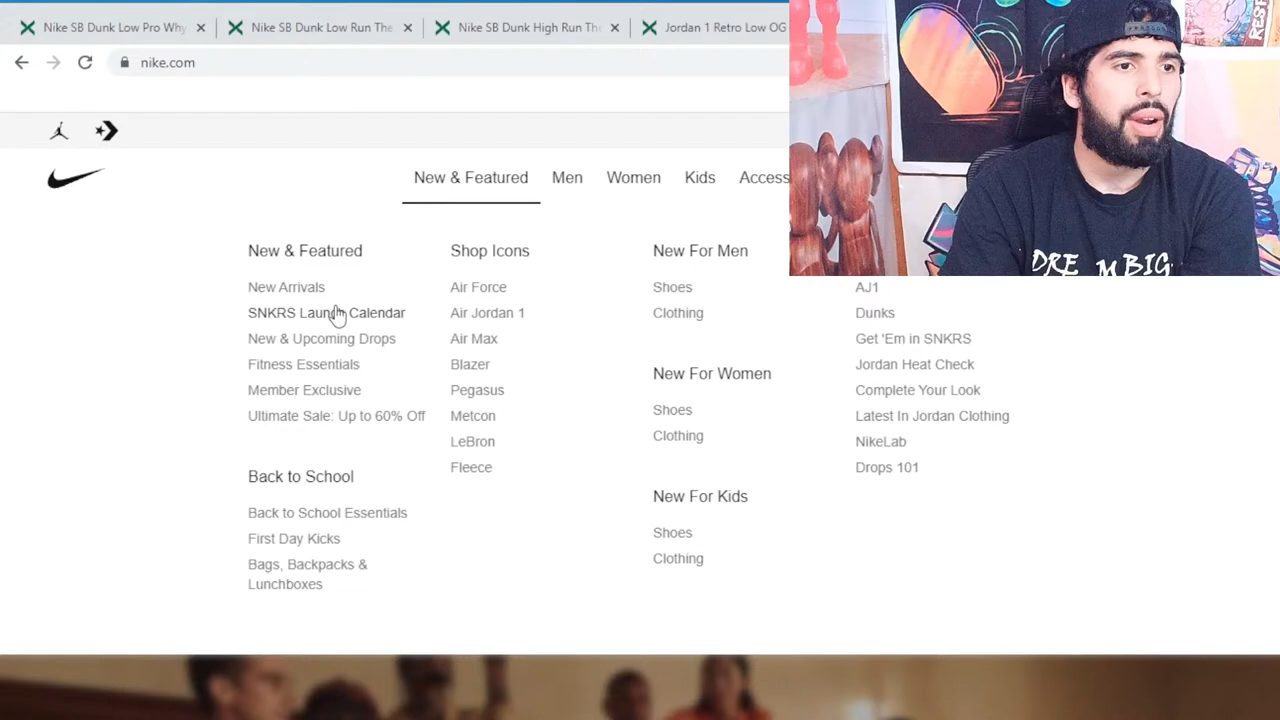 Nike SB Dunk Low Pro Why
Nike SB Dunk Low Run The
Nike SB Dunk High Run The
Jordan 1 Retro Low OG
nike.com
New & Featured
Men
Women
Kids
Access
New & Featured
New Arrivals
SNKRS Launch Calendar
New & Upcoming Drops
Fitness Essentials
Member Exclusive
Ultimate Sale: Up to 60% Off
Back to School
Back to School Essentials
First Day Kicks
Bags, Backpacks &
Lunchboxes
Shop Icons
Air Force
Air Jordan 1
Air Max
Blazer
Pegasus
Metcon
LeBron
Fleece
New For Men
Shoes
Clothing
New For Women
Shoes
Clothing
New For Kids
Shoes
Clothing
AJ1
Dunks
Get 'Em in SNKRS
Jordan Heat Check
Complete Your Look
Latest In Jordan Clothing
NikeLab
Drops 101